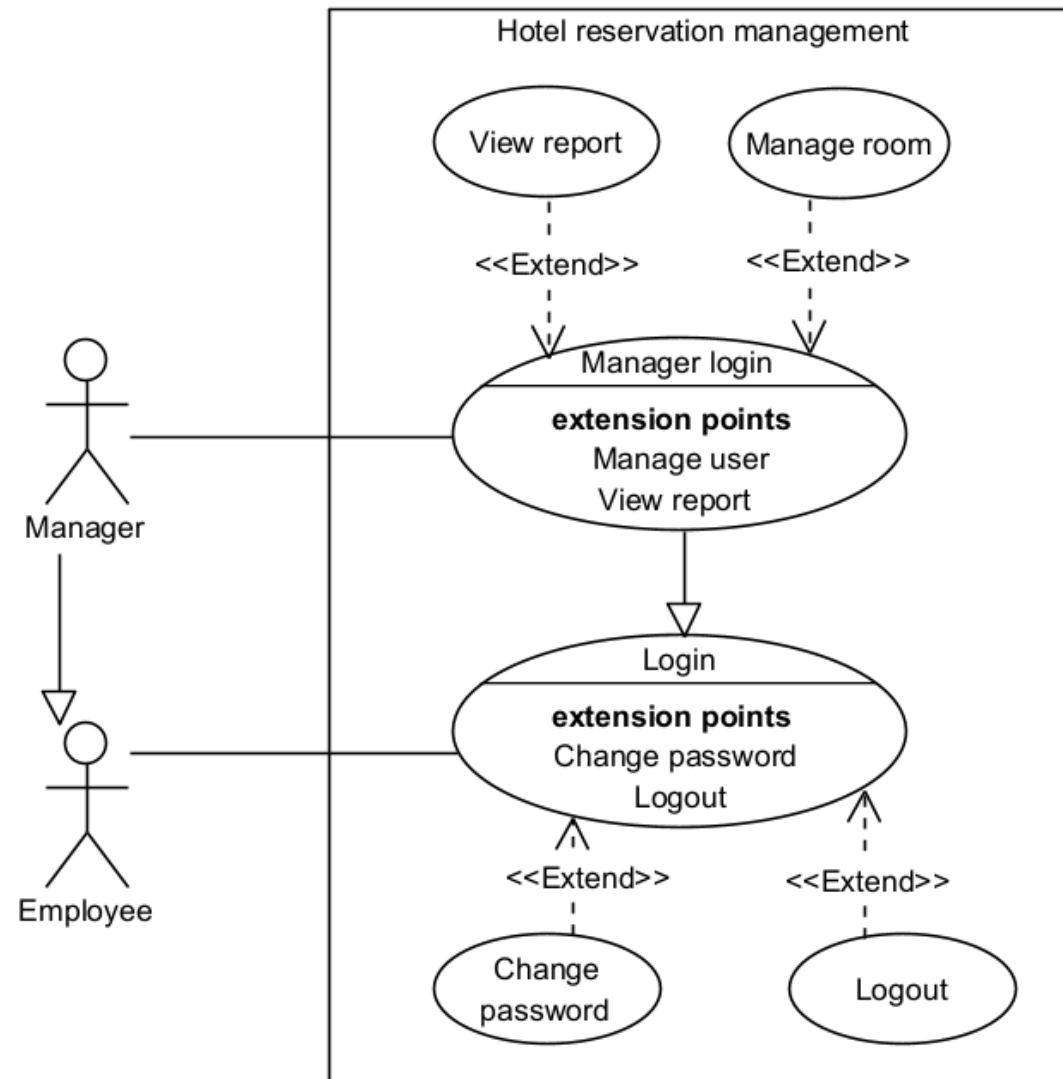 Hotel reservation management
View report
Manage room
<<Extend>>
<<Extend>>
Manager login
extension points
Manage user
View report
Manager
Login
extension points
Change password
Logout
<<Extend>>
<<Extend>>
Employee
Change
password
Logout